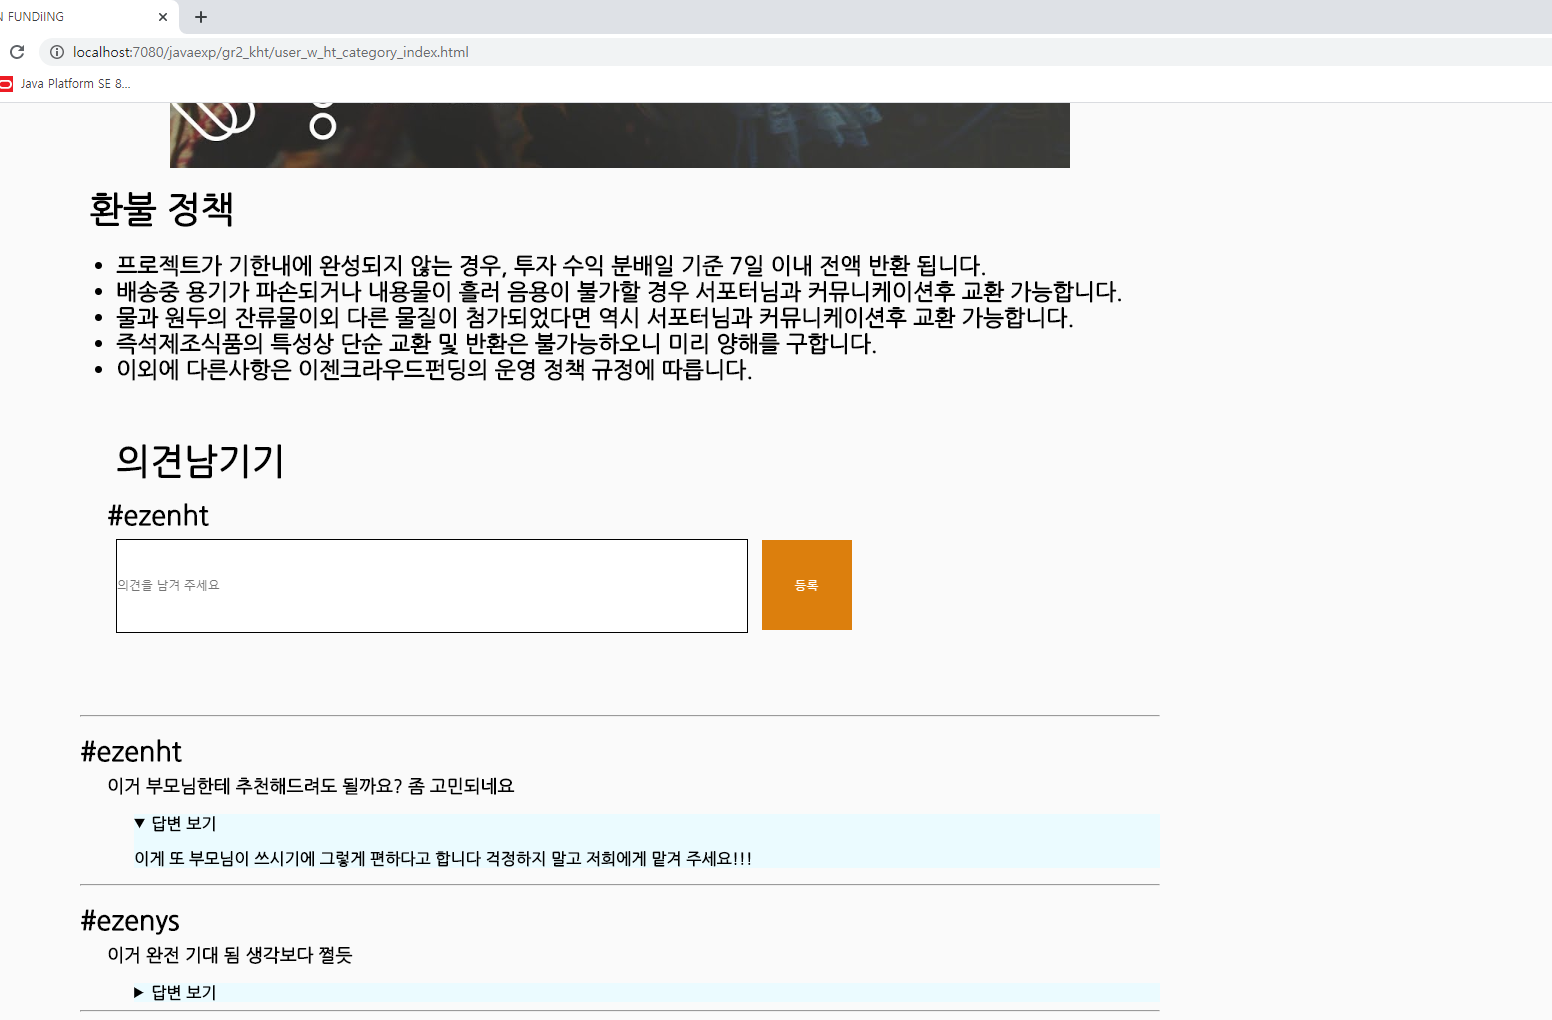 N FUNDiING
localhost:7080/javaexp/gr2_kht/user_w_ht_category_index.html
Java Platform SE 8...
환불 정책
프로젝트가 기한내에 완성되지 않는 경우, 투자 수익 분배일 기준 7일 이내 전액 반환 됩니다.
배송중 용기가 파손되거나 내용물이 흘러 음용이 불가할 경우 서포터님과 커뮤니케이션후 교환 가능합니다.
물과 원두의 잔류물이외 다른 물질이 첨가되었다면 역시 서포터님과 커뮤니케이션후 교환 가능합니다.
즉석제조식품의 특성상 단순 교환 및 반환은 불가능하오니 미리 양해를 구합니다.
이외에 다른사항은 이젠크라우드펀딩의 운영 정책 규정에 따릅니다.
의견남기기
#ezenht
의견을 남겨 주세요
등록
#ezenht
이거 부모님한테 추천해드려도 될까요? 좀 고민되네요
답변 보기
이게 또 부모님이 쓰시기에 그렇게 편하다고 합니다 걱정하지 말고 저희에게 맡겨 주세요!!!
#ezenys
이거 완전 기대 됨 생각보다 쩔듯
답변 보기